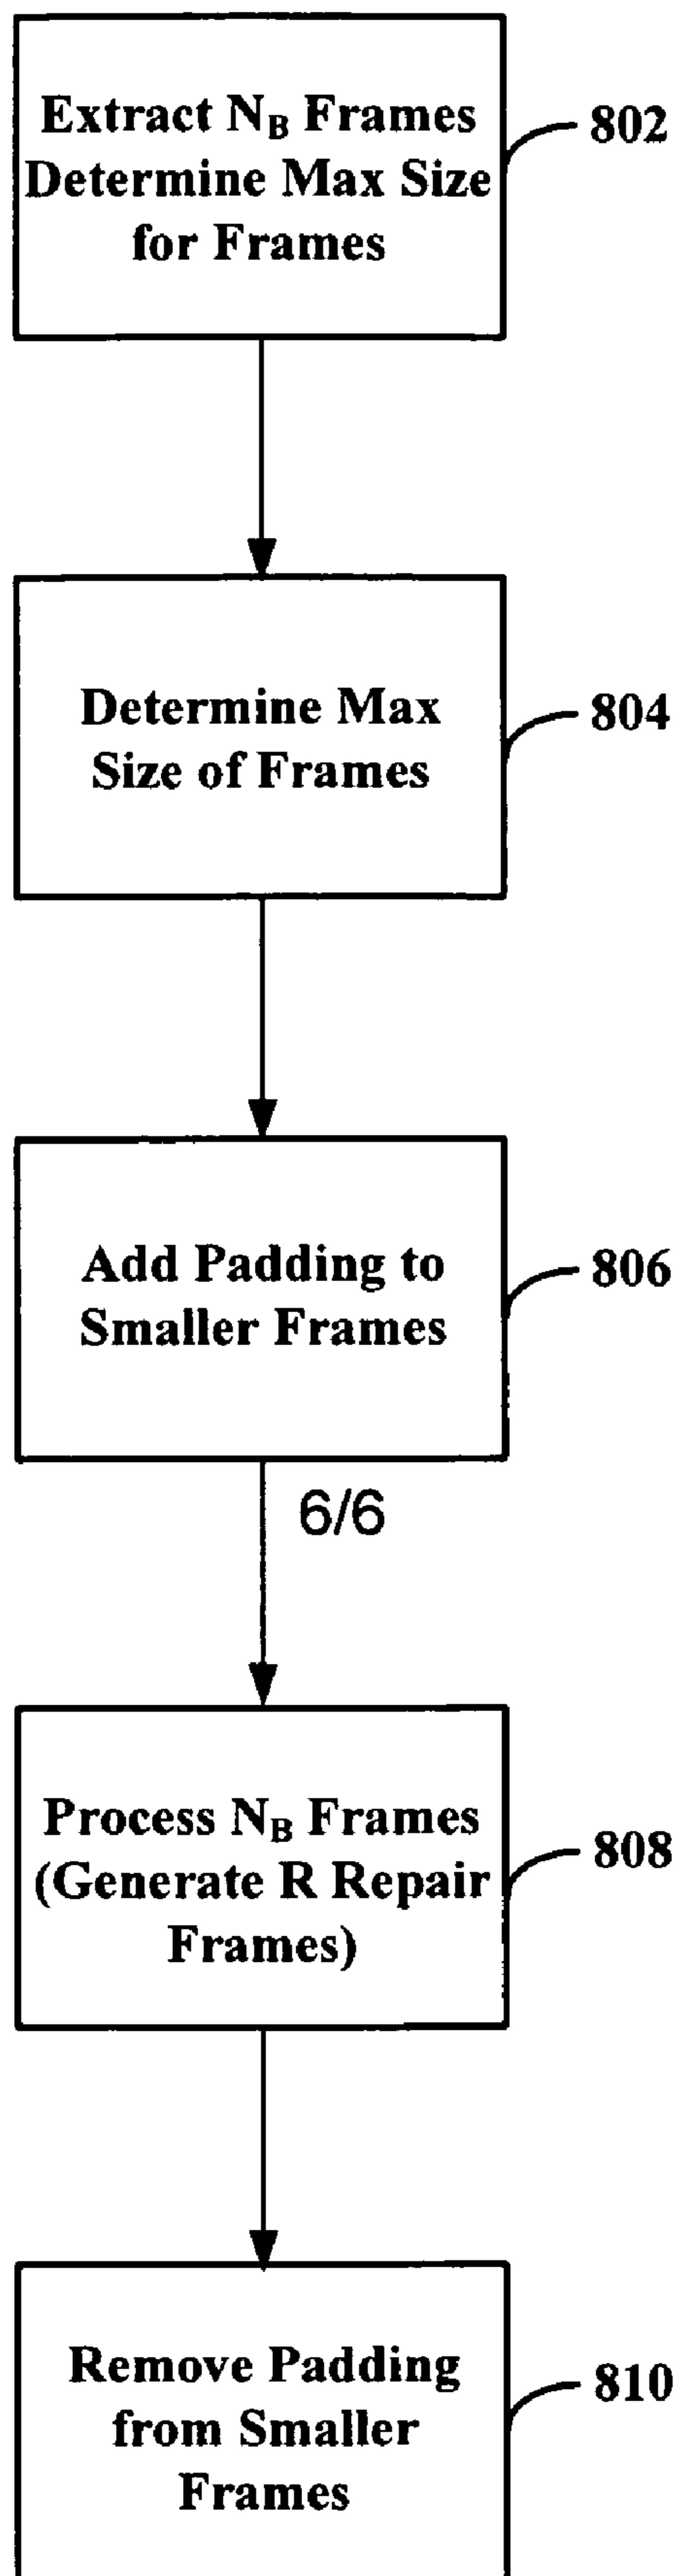 Extract N_B Frames
802
Determine Max Size
for Frames
Determine Max
804
Size of Frames
Add Padding to
806
Smaller Frames
6/6
Process N_B Frames
808
(Generate R Repair
Frames)
Remove Padding
810
from Smaller
Frames